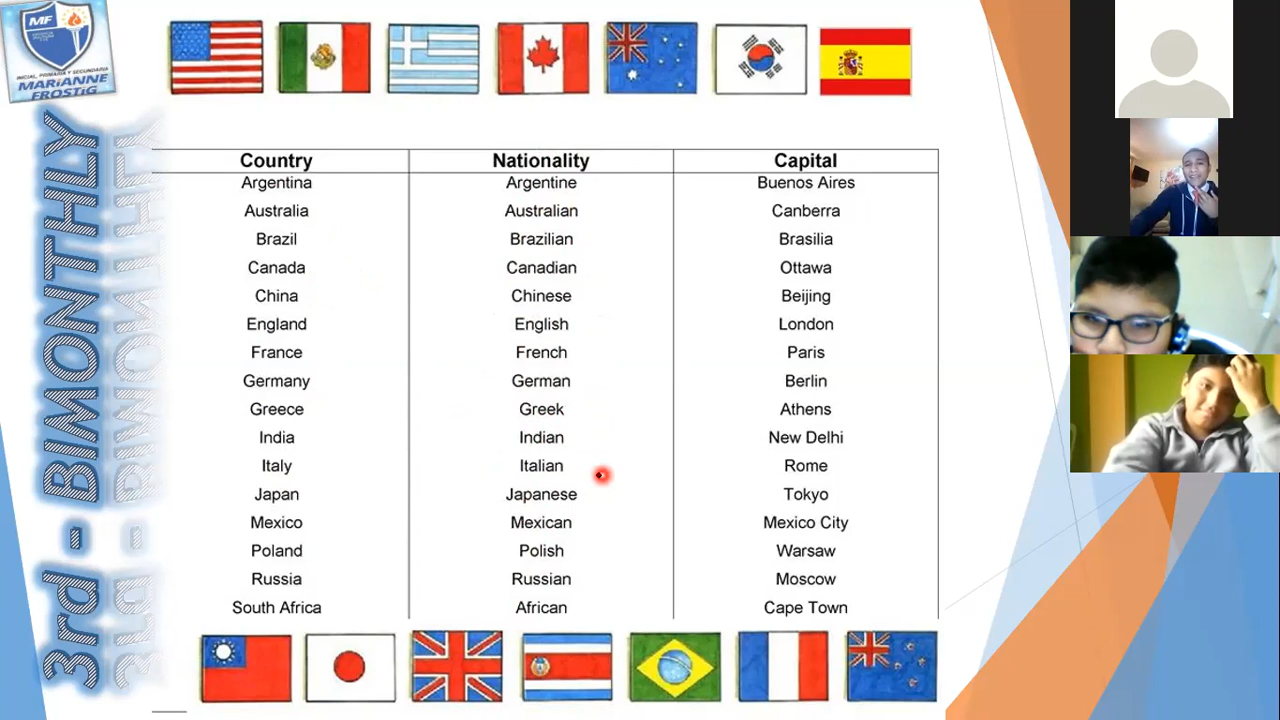 MF
INICIAL, PRIMARIA Y SECUNDARIA
MARIANNE
FROSTIG
3rd - BIMONTHLY
Country Nationality Capital
Argentina Argentine Buenos Aires
Australia Australian Canberra
Brazil Brazilian Brasilia
Canada Canadian Ottawa
China Chinese Beijing
England English London
France French Paris
Germany German Berlin
Greece Greek Athens
India Indian New Delhi
Italy Italian Rome
Japan Japanese Tokyo
Mexico Mexican Mexico City
Poland Polish Warsaw
Russia Russian Moscow
South Africa African Cape Town